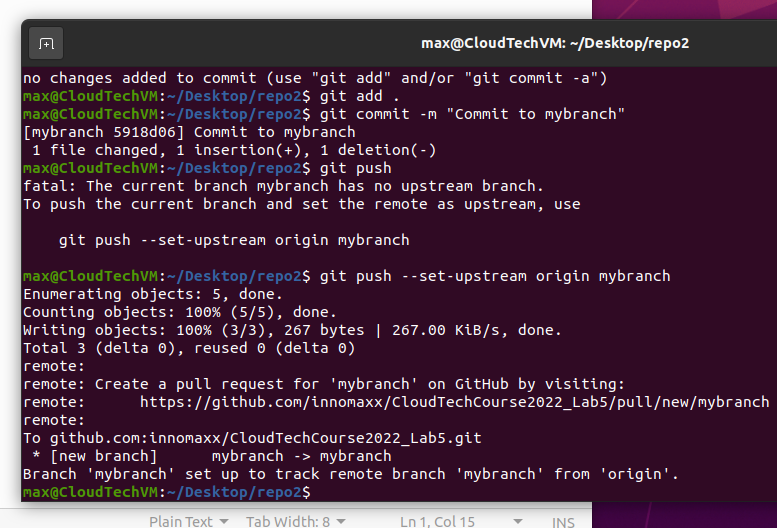 max@CloudTechVM: ~/Desktop/repo2
no changes added to commit (use "git add" and/or "git commit -a")
max@CloudTechVM:~/Desktop/repo2$ git add .
max@CloudTechVM:~/Desktop/repo2$ git commit -m "Commit to mybranch"
[mybranch 5918d06] Commit to mybranch
 1 file changed, 1 insertion(+), 1 deletion(-)
max@CloudTechVM:~/Desktop/repo2$ git push
fatal: The current branch mybranch has no upstream branch.
To push the current branch and set the remote as upstream, use
    git push --set-upstream origin mybranch
max@CloudTechVM:~/Desktop/repo2$ git push --set-upstream origin mybranch
Enumerating objects: 5, done.
Counting objects: 100% (5/5), done.
Writing objects: 100% (3/3), 267 bytes | 267.00 KiB/s, done.
Total 3 (delta 0), reused 0 (delta 0)
remote:
remote: Create a pull request for 'mybranch' on GitHub by visiting:
remote:      https://github.com/innomaxx/CloudTechCourse2022_Lab5/pull/new/mybranch
remote:
To github.com:innomaxx/CloudTechCourse2022_Lab5.git
 * [new branch]      mybranch -> mybranch
Branch 'mybranch' set up to track remote branch 'mybranch' from 'origin'.
max@CloudTechVM:~/Desktop/repo2$
Plain Text Tab Width: 8 Ln 1, Col 15 INS